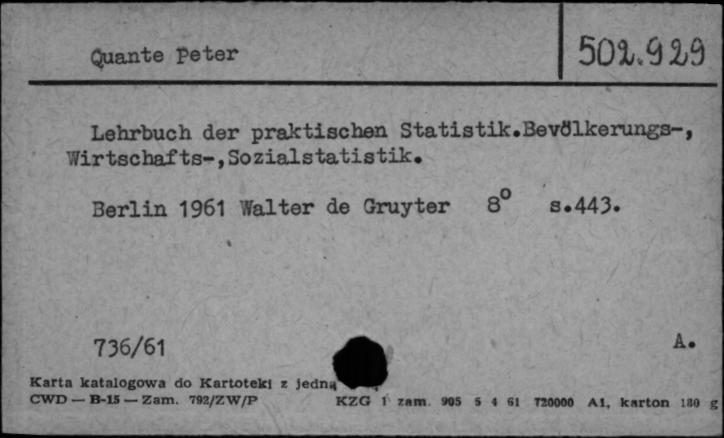 Quante Peter
502.929
Lehrbuch der praktischen Statistik.Bevölkerungs-,
Wirtschafts-,Sozialstatistik.
Berlin 1961 Walter de Gruyter 8° s.443.
736/61
A.
Karta katalogowa do Kartoteki z jedną
CWD — B-15 — Zam. 792/ZW/P
KZG 1 zam. 905 5 4 61 T20000 A1, karton 180 g